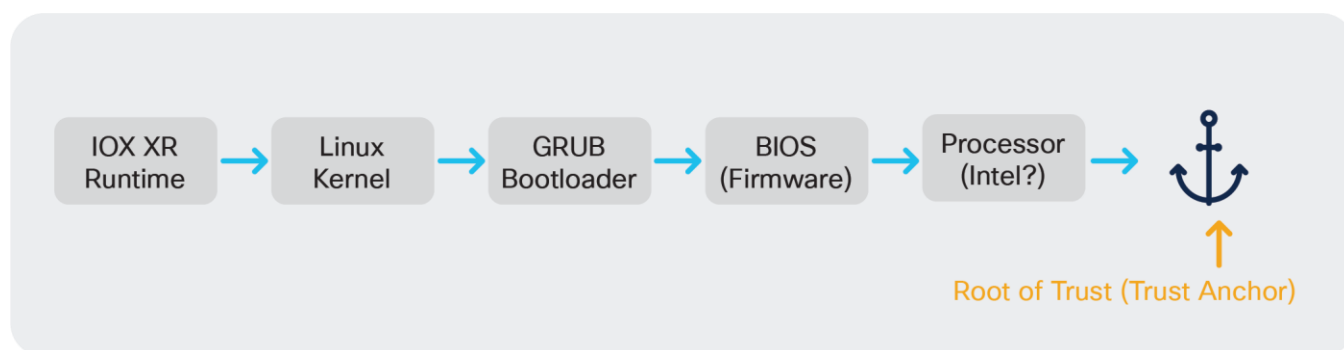 IOX XR
Runtime
Linux
Kernel
GRUB
Bootloader
BIOS
(Firmware)
Processor
(Intel?)
Root of Trust (Trust Anchor)